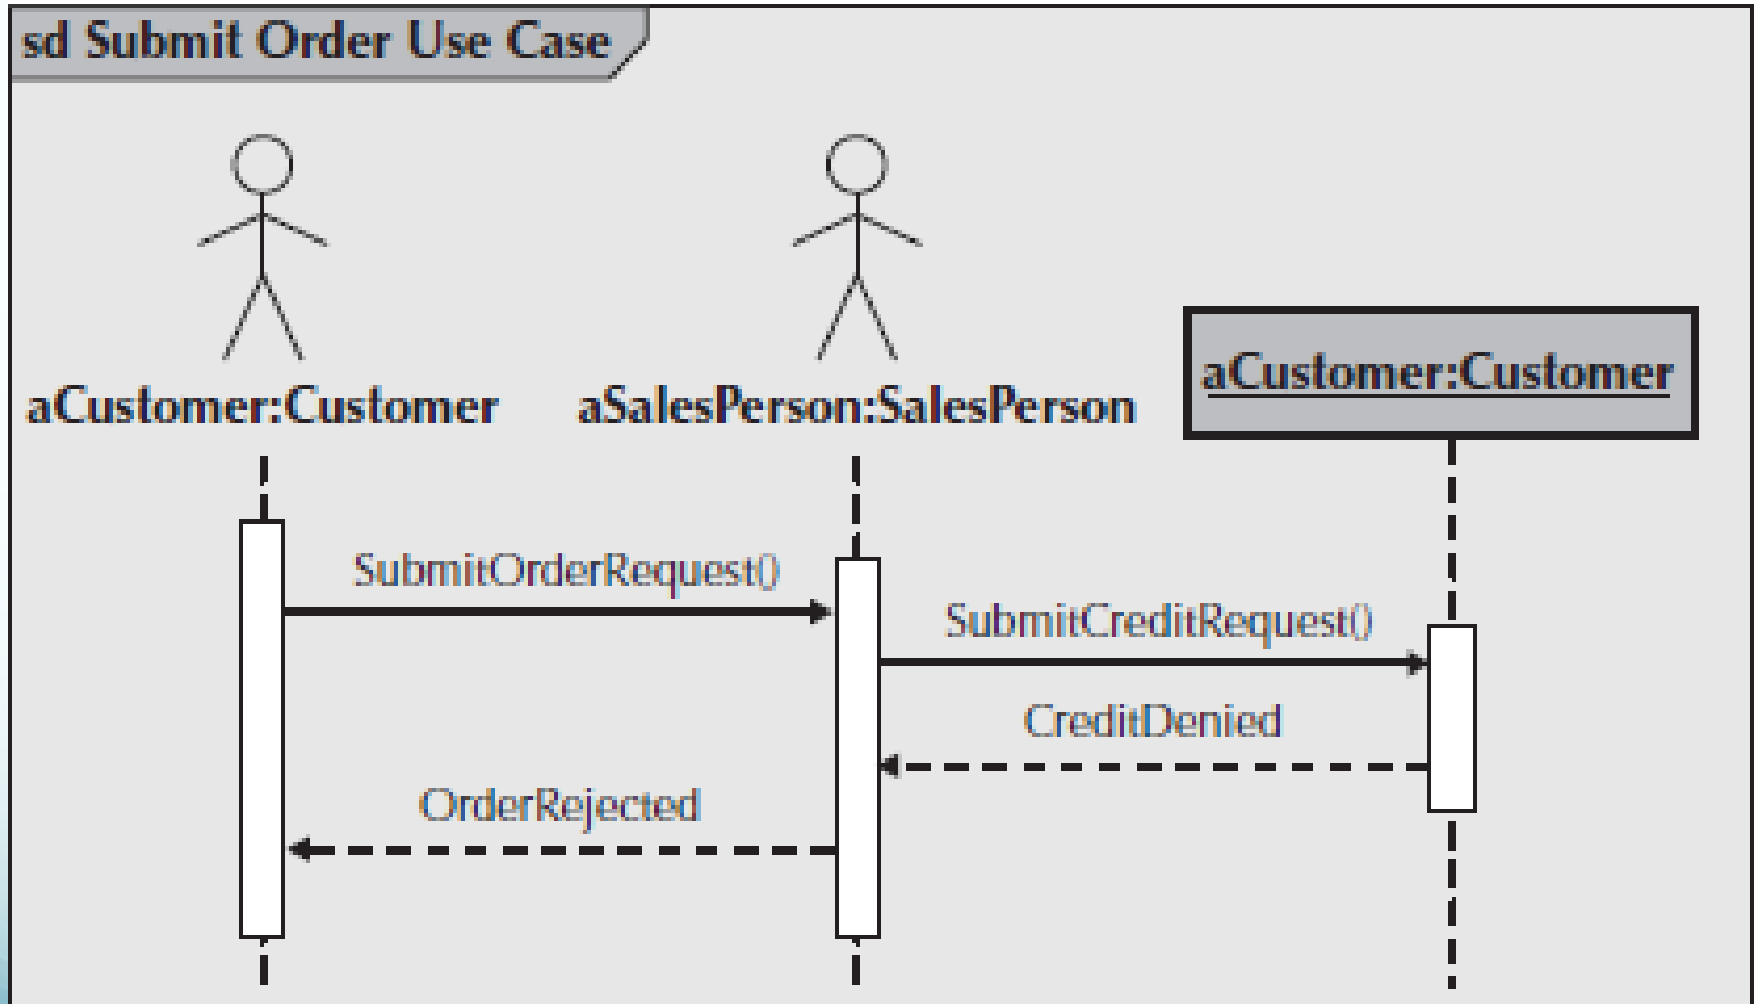 sd Submit Order Use Case
aCustomer:Customer
aSalesPerson:SalesPerson
aCustomer:Customer
SubmitOrderRequest()
SubmitCreditRequest()
CreditDenied
OrderRejected